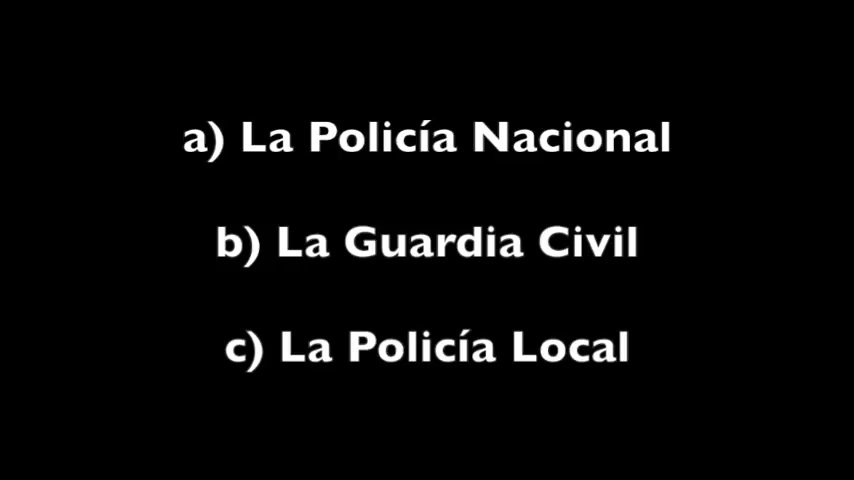 a) La Policía Nacional
b) La Guardia Civil
c) La Policía Local